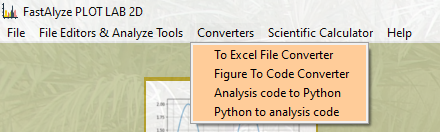 FastAlyze PLOT LAB 2D
File File Editors & Analyze Tools Converters Scientific Calculator Help
To Excel File Converter
Figure To Code Converter
Analysis code to Python
Python to analysis code